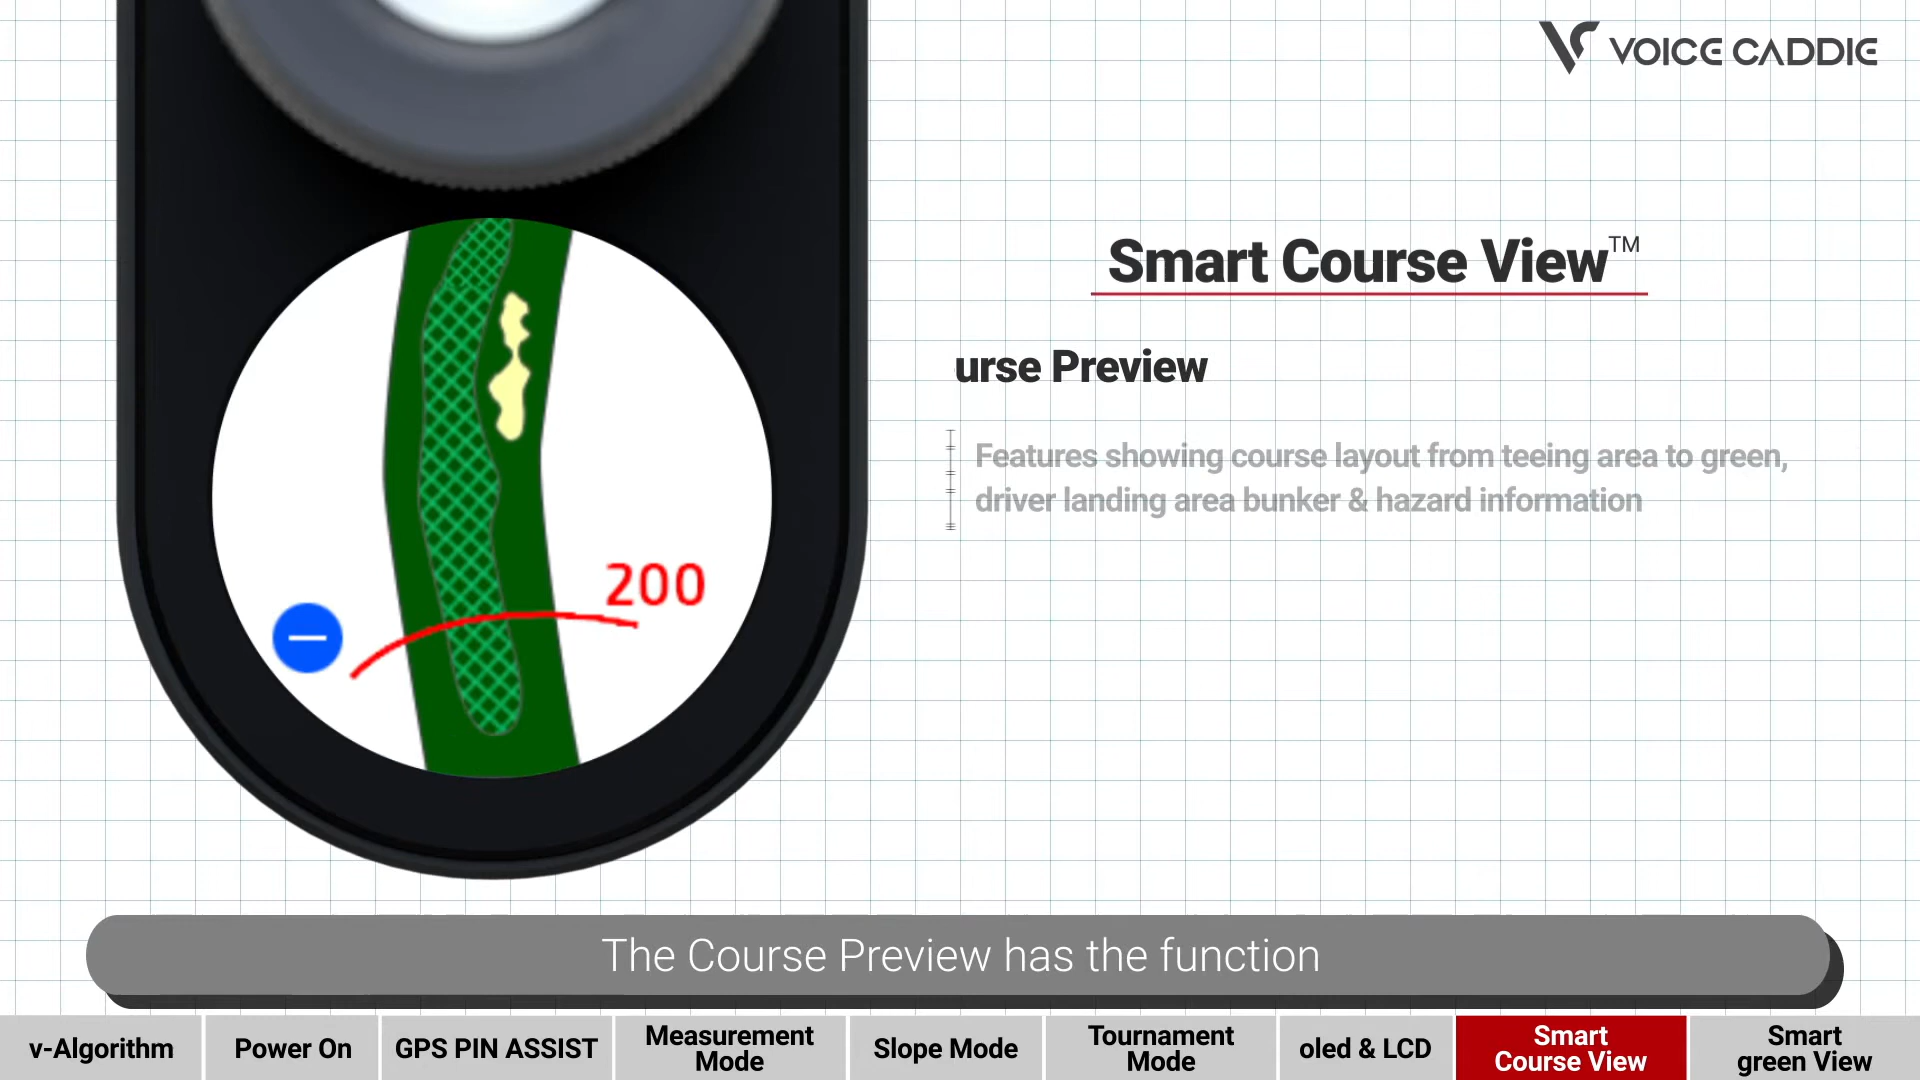 VOICE CADDIE
Smart Course View™
urse Preview
Features showing course layout from teeing area to green,
driver landing area bunker & hazard information
200
The Course Preview has the function
v-Algorithm
Power On
GPS PIN ASSIST
Measurement
Mode
Slope Mode
Tournament
Mode
oled & LCD
Smart
Course View
Smart
green View